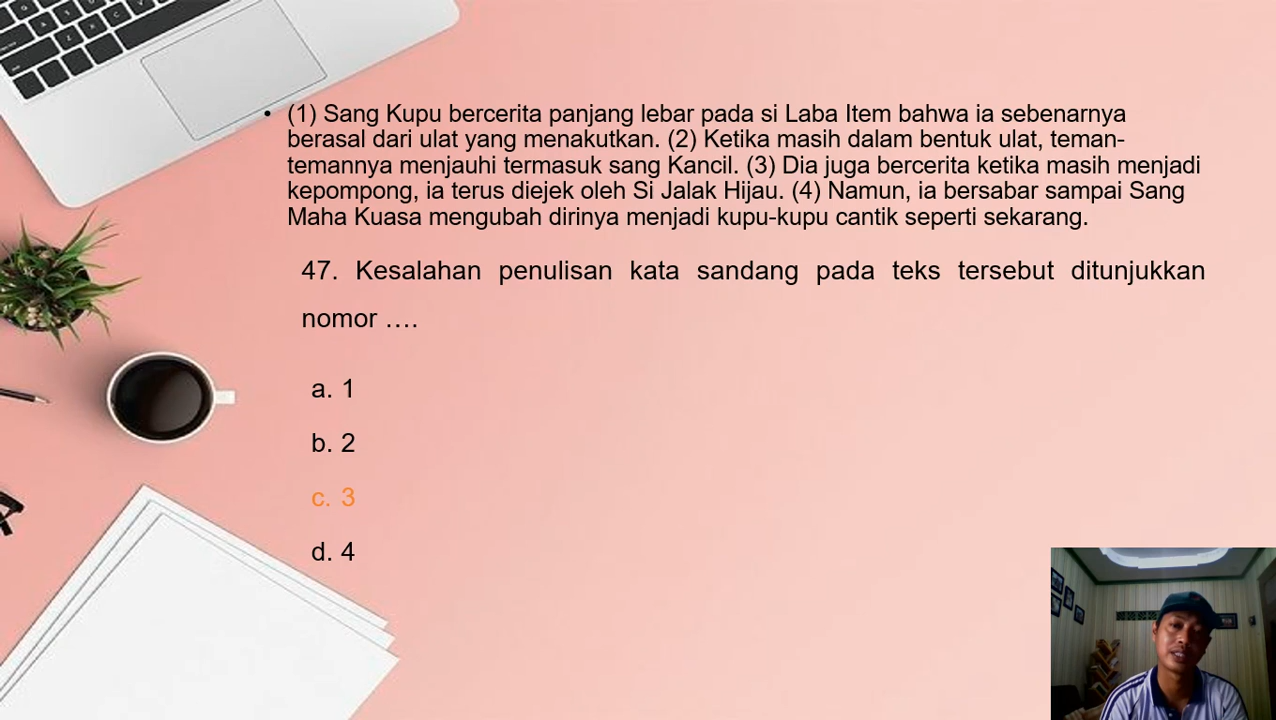 • (1) Sang Kupu bercerita panjang lebar pada si Laba Item bahwa ia sebenarnya
berasal dari ulat yang menakutkan. (2) Ketika masih dalam bentuk ulat, teman-
temannya menjauhi termasuk sang Kancil. (3) Dia juga bercerita ketika masih menjadi
kepompong, ia terus diejek oleh Si Jalak Hijau. (4) Namun, ia bersabar sampai Sang
Maha Kuasa mengubah dirinya menjadi kupu-kupu cantik seperti sekarang.
47. Kesalahan penulisan kata sandang pada teks tersebut ditunjukkan
nomor ….
a. 1
b. 2
c. 3
d. 4